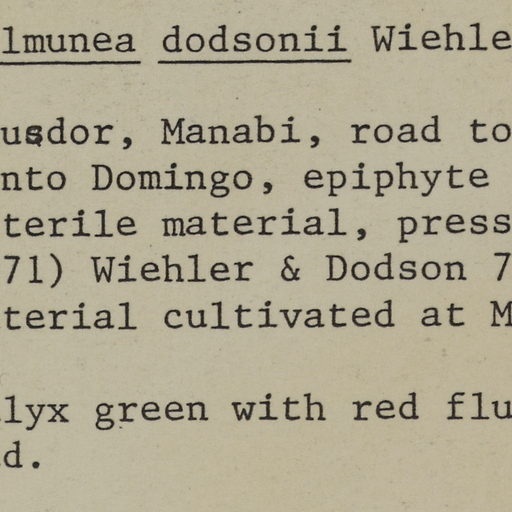 lmunea dodsonii Wiehle
usdor, Manabi, road to
nto Domingo, epiphyte
terile material, press
71) Wiehler & Dodson 7
terial cultivated at M
lyx green with red flu
d.